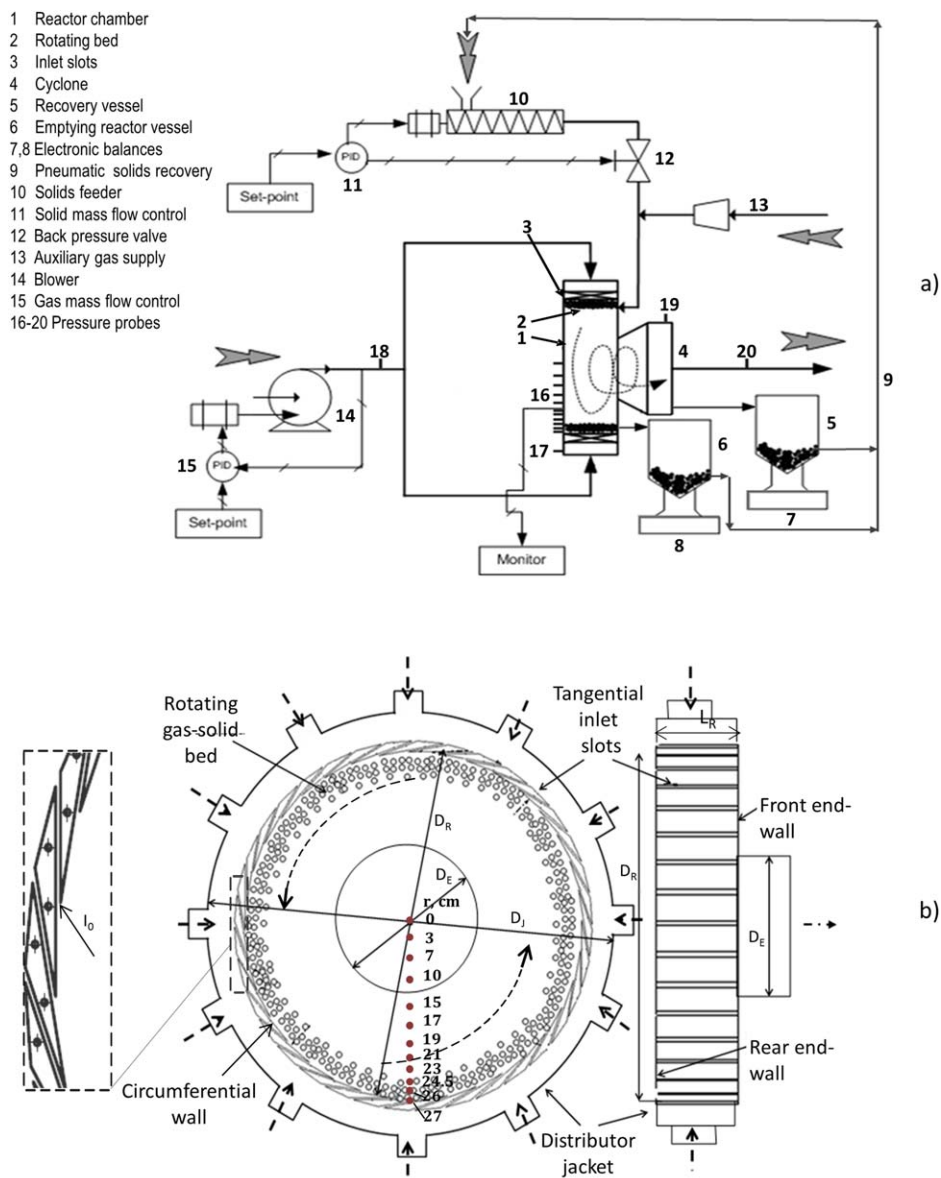 1 Reactor chamber
2 Rotating bed
3 Inlet slots
4 Cyclone
5 Recovery vessel
6 Emptying reactor vessel
7,8 Electronic balances
9 Pneumatic solids recovery
10 Solids feeder
11 Solid mass flow control
12 Back pressure valve
13 Auxiliary gas supply
14 Blower
15 Gas mass flow control
16-20 Pressure probes
10
PID
11
12
Set-point
13
3
a)
2
1
19
4
20
18
9
16
14
5
6
15
PID
17
Set-point
7
8
Monitor
Rotating
gas-solid
bed
Tangential
inlet
slots
L_R
Front end-
wall
D_R
D_R
D_E
r, cm
0
D_J
I_0
b)
3
D_E
7
10
15
17
19
21
23
24.5
26
27
Circumferential
wall
Rear end-
wall
Distributor
jacket